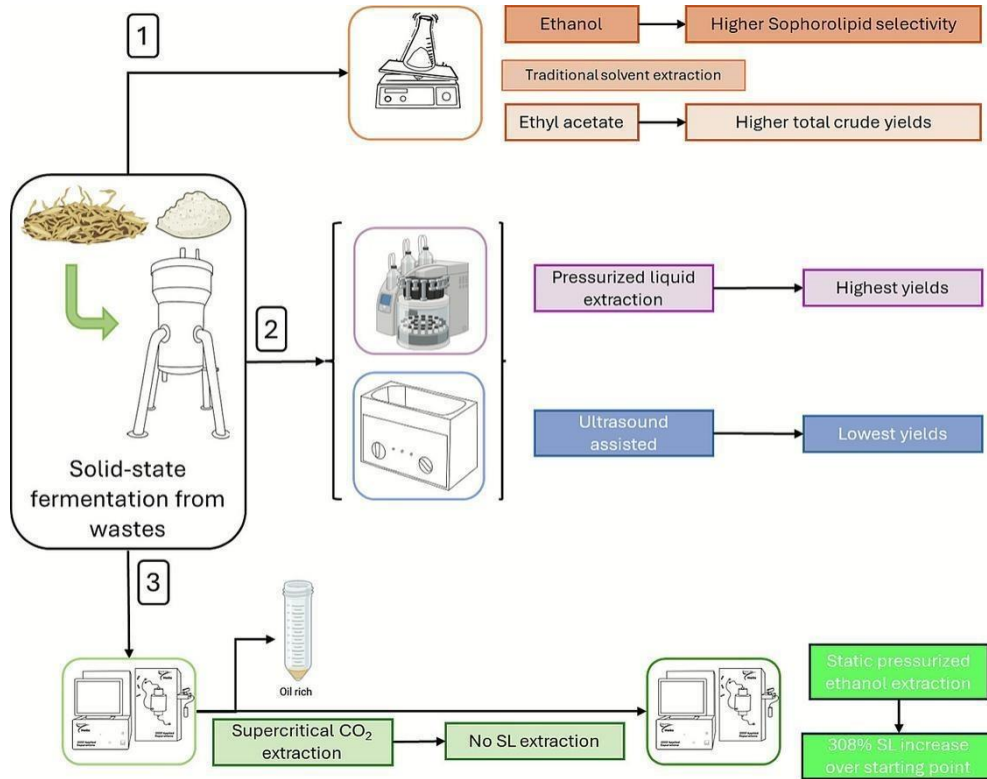 1
Ethanol
Higher Sophorolipid selectivity
Traditional solvent extraction
Ethyl acetate
Higher total crude yields
Solid-state
fermentation from
wastes
2
Pressurized liquid
extraction
Highest yields
Ultrasound
assisted
Lowest yields
3
Oil rich
Supercritical CO₂
extraction
No SL extraction
Static pressurized
ethanol extraction
308% SL increase
over starting point